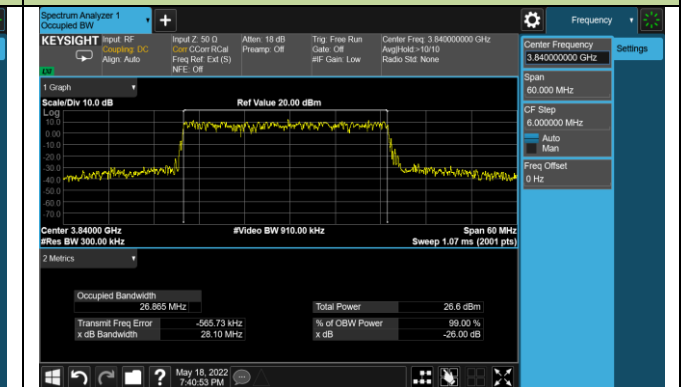 Spectrum Analyzer 1
Occupied BW
Frequency
KEYSIGHT
Input: RF
Coupling: DC
Align: Auto
Input Z: 50 Ω
Corr CCorr RCal
Freq Ref: Ext (S)
NFE: Off
Atten: 18 dB
Preamp: Off
Trig: Free Run
Gate: Off
#IF Gain: Low
Center Freq: 3.840000000 GHz
Avg|Hold:>10/10
Radio Std: None
Center Frequency
3.840000000 GHz
Settings
Span
60.000 MHz
CF Step
6.000000 MHz
Auto
Man
Freq Offset
0 Hz
1 Graph
Scale/Div 10.0 dB
Ref Value 20.00 dBm
Log
10.0
0.00
-10.0
-20.0
-30.0
-40.0
-50.0
-60.0
-70.0
Center 3.84000 GHz
#Video BW 910.00 kHz
Span 60 MHz
#Res BW 300.00 kHz
Sweep 1.07 ms (2001 pts)
2 Metrics
Occupied Bandwidth
26.865 MHz
Total Power
26.6 dBm
Transmit Freq Error
-565.73 kHz
% of OBW Power
99.00 %
x dB Bandwidth
28.10 MHz
x dB
-26.00 dB
?
May 18, 2022
7:40:53 PM